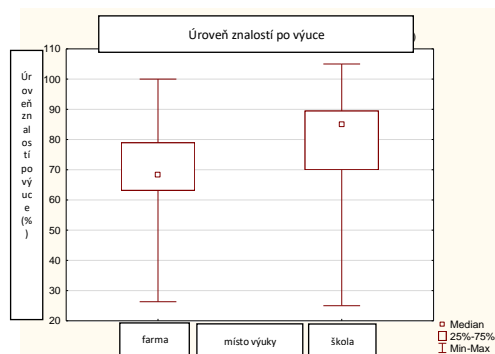 Úroveň znalostí po výuce )
Úr
ov
eň
zn
al
os
tí
po
vý
uc
e
(%
)
110
100
90
80
70
60
50
40
30
20
farma
místo výuky
škola
Median
25%-75%
Min-Max